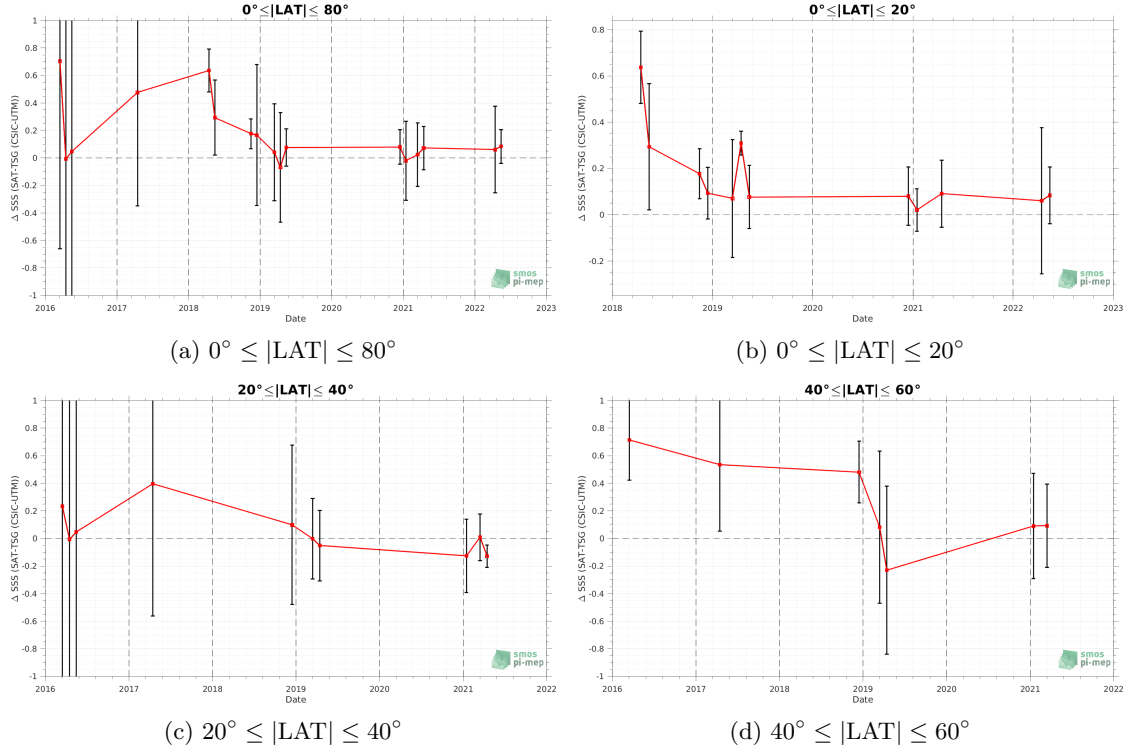 0°≤|LAT|≤ 80°
Δ SSS (SAT-TSG (CSIC-UTM))
1
0.8
0.6
0.4
0.2
0
-0.2
-0.4
-0.6
-0.8
-1
2016 2017 2018 2019 2020 2021 2022 2023
Date
smos
pi-mep
(a) 0° ≤ |LAT| ≤ 80°
0°≤|LAT|≤ 20°
Δ SSS (SAT-TSG (CSIC-UTM))
0.8
0.6
0.4
0.2
0
-0.2
2018 2019 2020 2021 2022 2023
Date
smos
pi-mep
(b) 0° ≤ |LAT| ≤ 20°
20°≤|LAT|≤ 40°
Δ SSS (SAT-TSG (CSIC-UTM))
1
0.8
0.6
0.4
0.2
0
-0.2
-0.4
-0.6
-0.8
-1
2016 2017 2018 2019 2020 2021 2022
Date
smos
pi-mep
(c) 20° ≤ |LAT| ≤ 40°
40°≤|LAT|≤ 60°
Δ SSS (SAT-TSG (CSIC-UTM))
1
0.8
0.6
0.4
0.2
0
-0.2
-0.4
-0.6
-0.8
-1
2016 2017 2018 2019 2020 2021 2022
Date
smos
pi-mep
(d) 40° ≤ |LAT| ≤ 60°